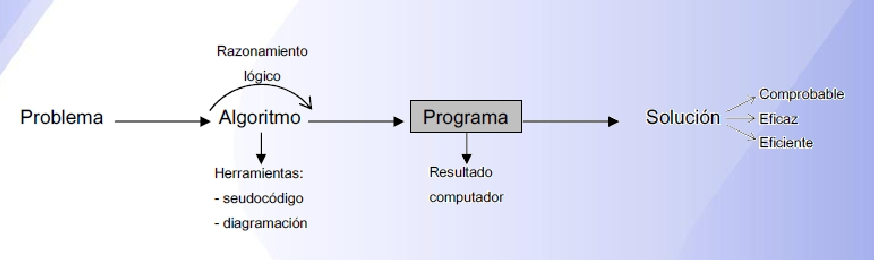 Razonamiento
lógico
Problema
Algoritmo
Programa
Solución
Comprobable
Eficaz
Eficiente
Herramientas:
- seudocódigo
- diagramación
Resultado
computador